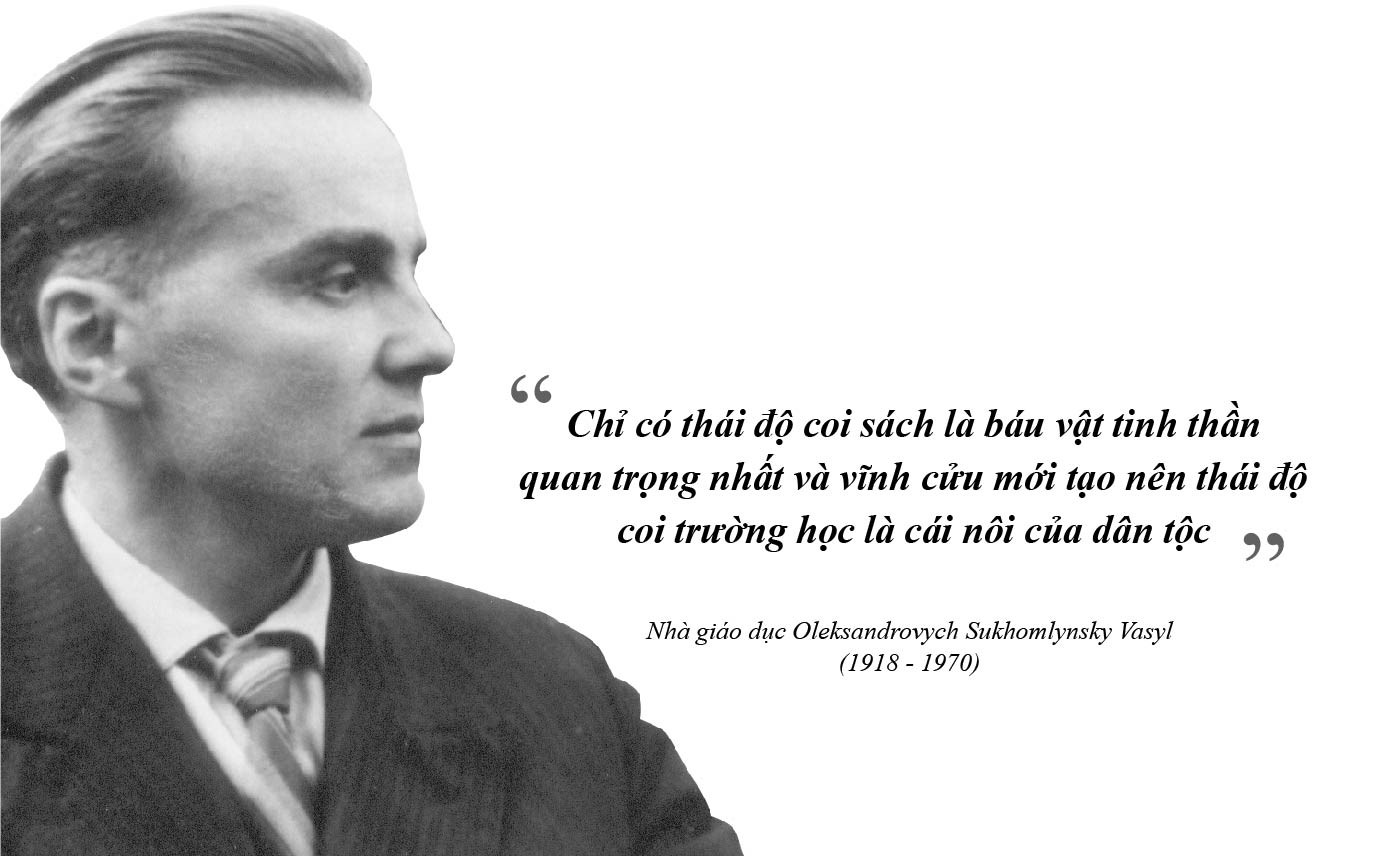 “ Chỉ có thái độ coi sách là báu vật tinh thần
quan trọng nhất và vĩnh cửu mới tạo nên thái độ
coi trường học là cái nôi của dân tộc ”
Nhà giáo dục Oleksandrovych Sukhomlynsky Vasyl
(1918 - 1970)